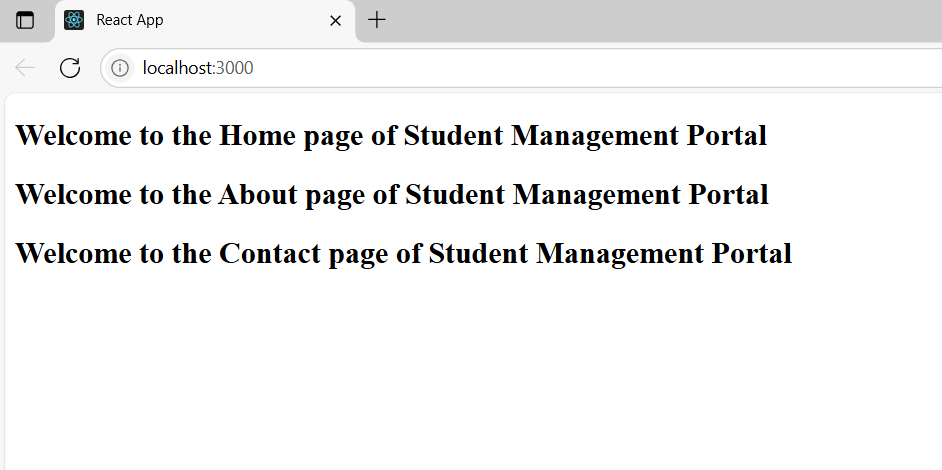 React App
localhost:3000
Welcome to the Home page of Student Management Portal
Welcome to the About page of Student Management Portal
Welcome to the Contact page of Student Management Portal